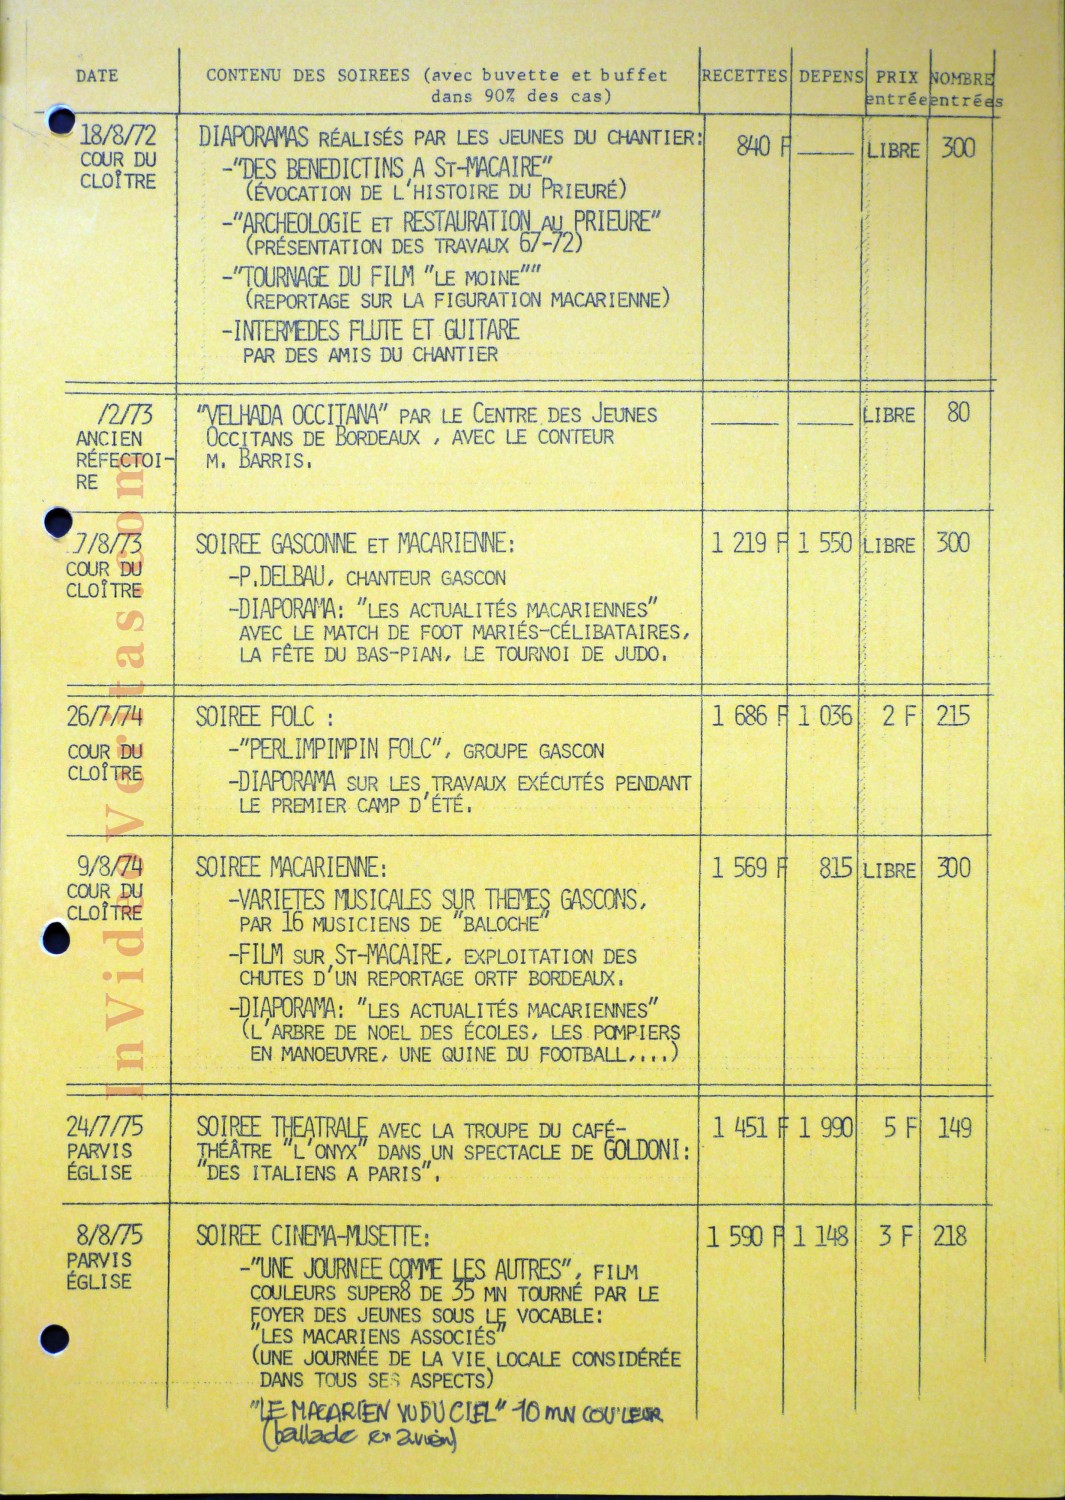 DATE CONTENU DES SOIREES (avec buvette et buffet RECETTES DEPENS PRIX NOMBRE
dans 90% des cas) entrée entrées
18/8/72 DIAPORAMAS RÉALISÉS PAR LES JEUNES DU CHANTIER: 840 F —— LIBRE 300
COUR DU
CLOÎTRE
-"DES BENEDICTINS A ST-MACAIRE"
(ÉVOCATION DE L'HISTOIRE DU PRIEURÉ)
-"ARCHEOLOGIE ET RESTAURATION AU PRIEURE"
(PRÉSENTATION DES TRAVAUX 67-72)
-"TOURNAGE DU FILM "LE MOINE""
(REPORTAGE SUR LA FIGURATION MACARIENNE)
-INTERMEDES FLUTE ET GUITARE
PAR DES AMIS DU CHANTIER
/2/73 "VELHADA OCCITANA" PAR LE CENTRE DES JEUNES —— —— LIBRE 80
ANCIEN OCCITANS DE BORDEAUX , AVEC LE CONTEUR
RÉFECTOI- M. BARRIS.
RE
7/8/73 SOIREE GASCONNE ET MACARIENNE: 1 219 F 1 550 LIBRE 300
COUR DU
CLOÎTRE
-P.DELBAU, CHANTEUR GASCON
-DIAPORAMA: "LES ACTUALITÉS MACARIENNES"
AVEC LE MATCH DE FOOT MARIÉS-CÉLIBATAIRES,
LA FÊTE DU BAS-PIAN, LE TOURNOI DE JUDO.
26/7/74 SOIREE FOLC : 1 686 F 1 036 2 F 215
COUR DU
CLOÎTRE
-"PERLIMPIMPIN FOLC", GROUPE GASCON
-DIAPORAMA SUR LES TRAVAUX EXÉCUTÉS PENDANT
LE PREMIER CAMP D'ÉTÉ.
9/8/74 SOIREE MACARIENNE: 1 569 F 815 LIBRE 300
COUR DU
CLOÎTRE
-VARIETES MUSICALES SUR THEMES GASCONS,
PAR 16 MUSICIENS DE "BALOCHE"
-FILM SUR ST-MACAIRE, EXPLOITATION DES
CHUTES D'UN REPORTAGE ORTF BORDEAUX.
-DIAPORAMA: "LES ACTUALITÉS MACARIENNES"
(L'ARBRE DE NOEL DES ÉCOLES, LES POMPIERS
EN MANOEUVRE, UNE QUINE DU FOOTBALL,...)
24/7/75 SOIREE THEATRALE AVEC LA TROUPE DU CAFÉ- 1 451 F 1 990 5 F 149
PARVIS THÉÂTRE "L'ONYX" DANS UN SPECTACLE DE GOLDONI:
ÉGLISE "DES ITALIENS A PARIS".
8/8/75 SOIREE CINEMA-MUSETTE: 1 590 F 1 148 3 F 218
PARVIS
ÉGLISE
-"UNE JOURNEE COMME LES AUTRES", FILM
COULEURS SUPER8 DE 35 MN TOURNÉ PAR LE
FOYER DES JEUNES SOUS LE VOCABLE:
"LES MACARIENS ASSOCIÉS"
(UNE JOURNÉE DE LA VIE LOCALE CONSIDÉRÉE
DANS TOUS SES ASPECTS)
"LE MACARIEN VU DU CIEL" 10 MN COULEUR
(ballade en avion)
InVideoVeritas.com